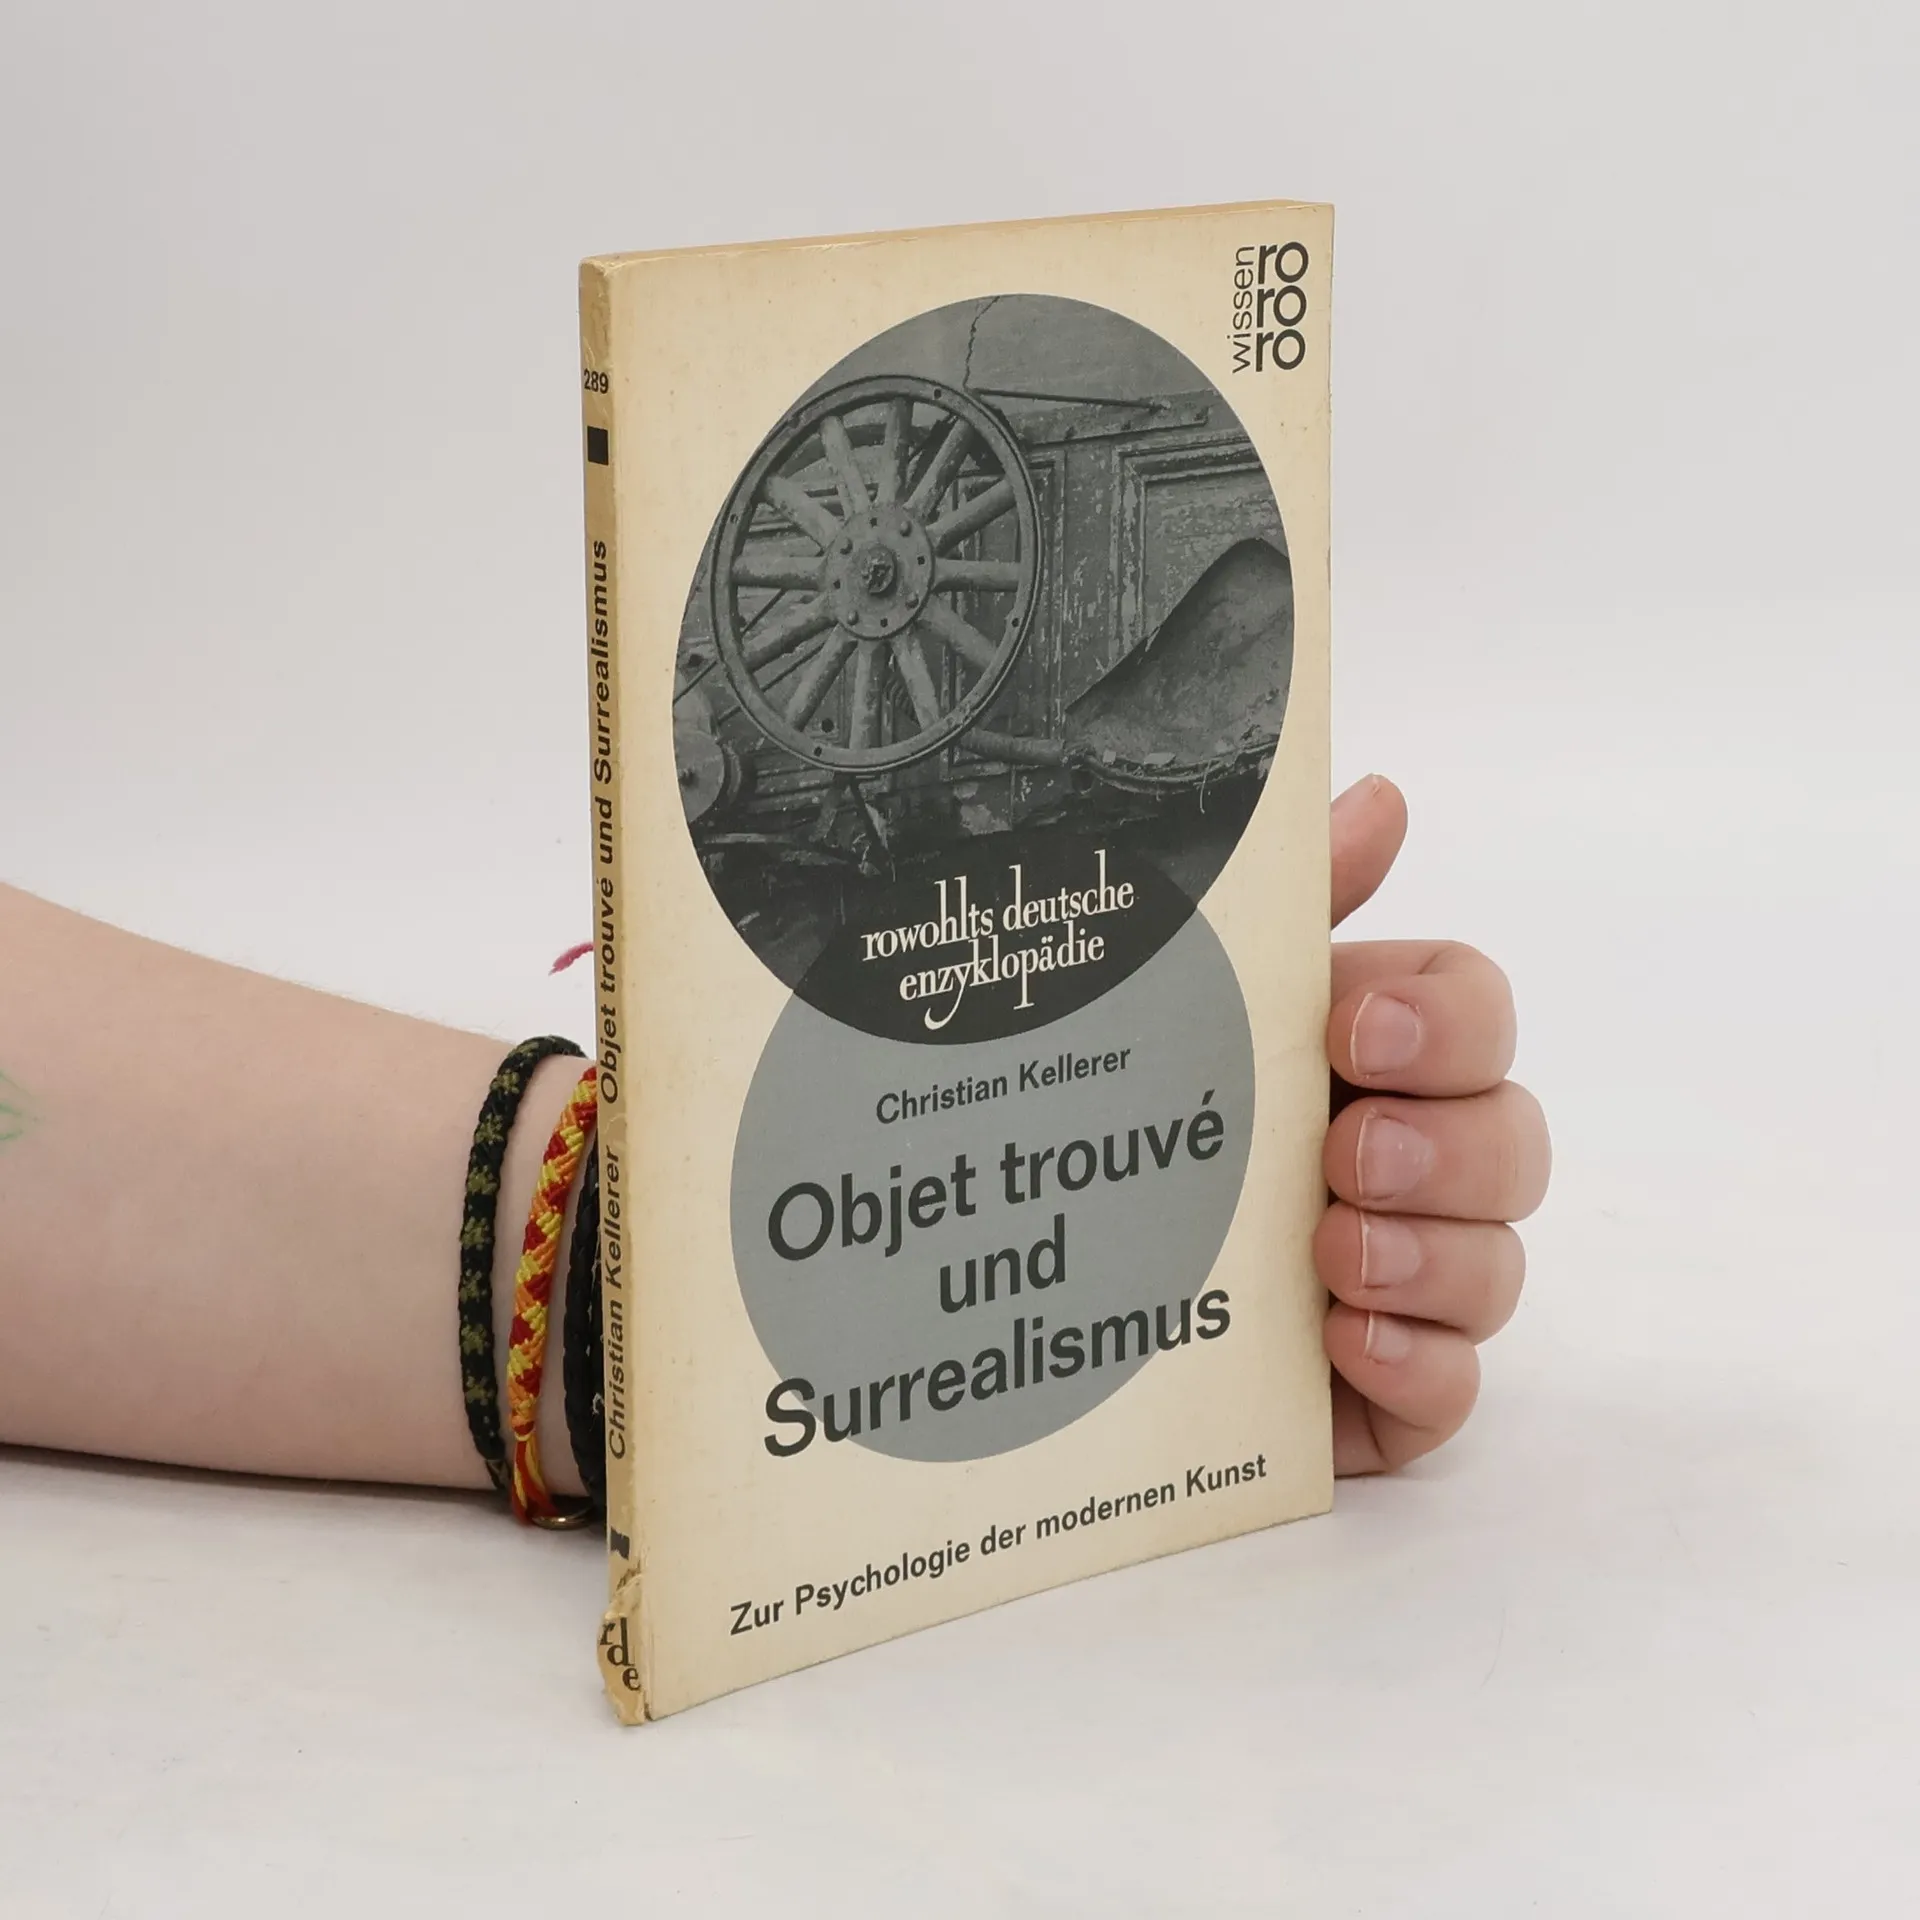 wissen
ro
ro
ro
rowohlts deutsche
enzyklopädie
Christian Kellerer
Objet trouvé
und
Surrealismus
Zur Psychologie der modernen Kunst
289
Christian Kellerer Objet trouvé und Surrealismus
r
d
e